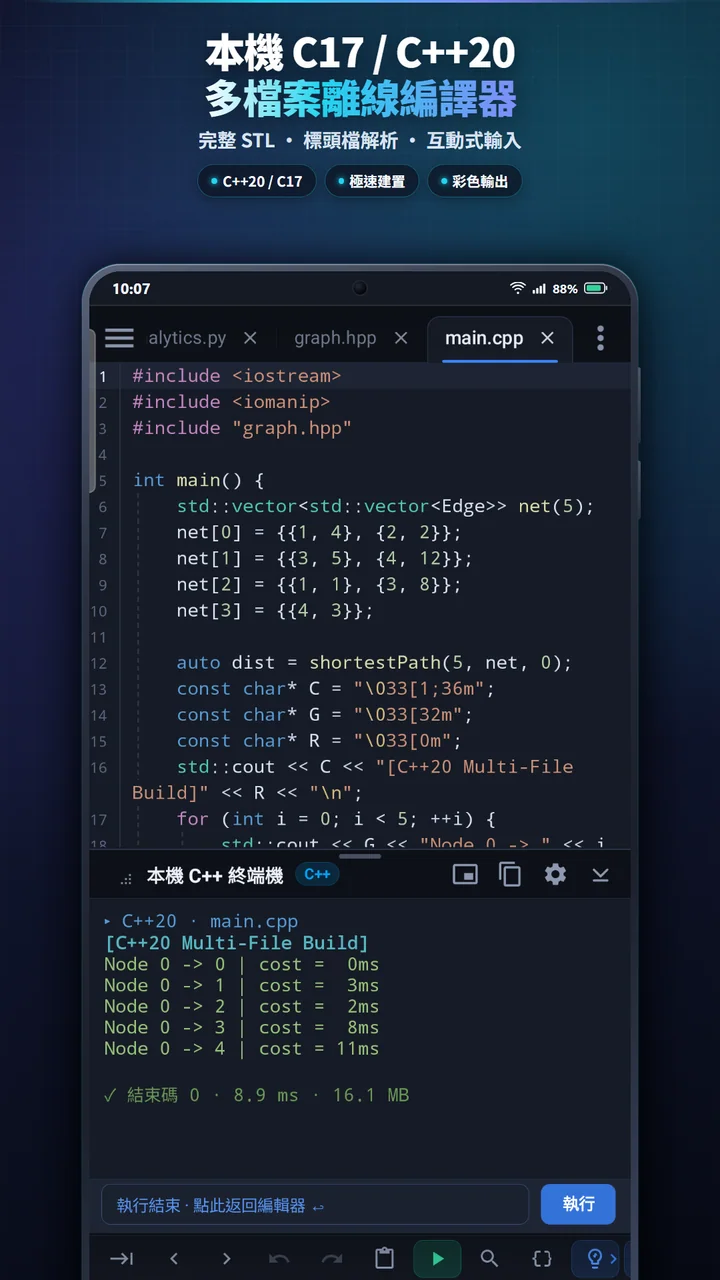 本機 C17 / C++20
多檔案離線編譯器
完整 STL • 標頭檔解析 • 互動式輸入
C++20 / C17
極速建置
彩色輸出
10:07
88%
alytics.py
graph.hpp
main.cpp
1 #include <iostream>
2 #include <iomanip>
3 #include "graph.hpp"
4
5 int main() {
6 std::vector<std::vector<Edge>> net(5);
7 net[0] = {{1, 4}, {2, 2}};
8 net[1] = {{3, 5}, {4, 12}};
9 net[2] = {{1, 1}, {3, 8}};
10 net[3] = {{4, 3}};
11
12 auto dist = shortestPath(5, net, 0);
13 const char* C = "\033[1;36m";
14 const char* G = "\033[32m";
15 const char* R = "\033[0m";
16 std::cout << C << "[C++20 Multi-File
Build]" << R << "\n";
17 for (int i = 0; i < 5; ++i) {
18 std::cout << G << "Node 0 -> " << i
本機 C++ 終端機
C++
▸ C++20 · main.cpp
[C++20 Multi-File Build]
Node 0 -> 0 | cost =  0ms
Node 0 -> 1 | cost =  3ms
Node 0 -> 2 | cost =  2ms
Node 0 -> 3 | cost =  8ms
Node 0 -> 4 | cost = 11ms
✓ 結束碼 0 · 8.9 ms · 16.1 MB
執行結束 · 點此返回編輯器 ↩
執行